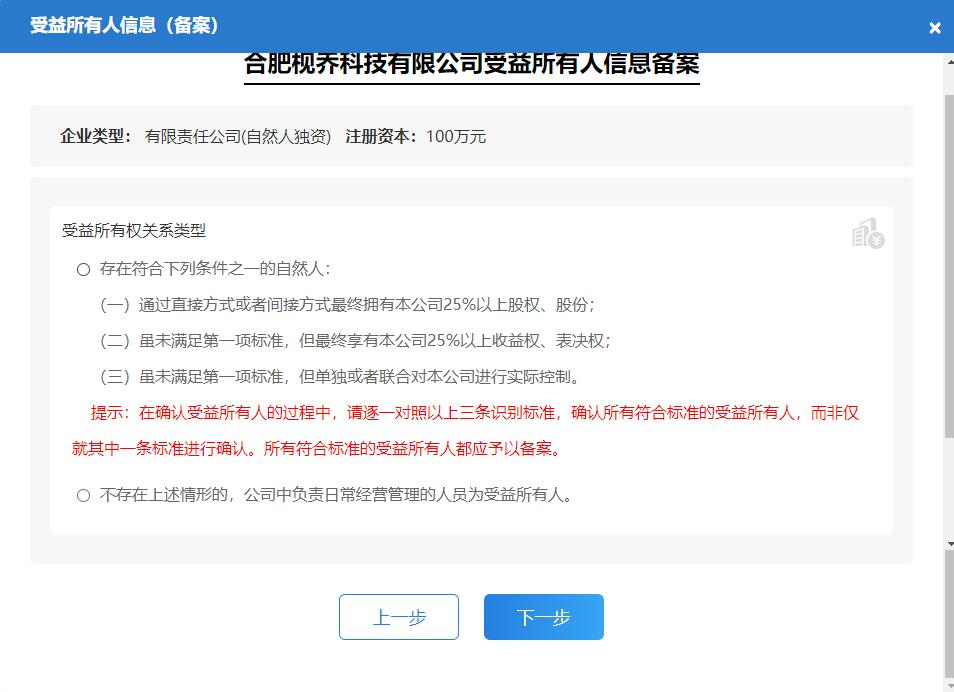 受益所有人信息（备案）
合肥枧乔科技有限公司受益所有人信息备案
企业类型： 有限责任公司(自然人独资) 注册资本：100万元
受益所有权关系类型
存在符合下列条件之一的自然人：
（一）通过直接方式或者间接方式最终拥有本公司25%以上股权、股份；
（二）虽未满足第一项标准，但最终享有本公司25%以上收益权、表决权；
（三）虽未满足第一项标准，但单独或者联合对本公司进行实际控制。
提示：在确认受益所有人的过程中，请逐一对照以上三条识别标准，确认所有符合标准的受益所有人，而非仅
就其中一条标准进行确认。所有符合标准的受益所有人都应予以备案。
不存在上述情形的，公司中负责日常经营管理的人员为受益所有人。
上一步 下一步